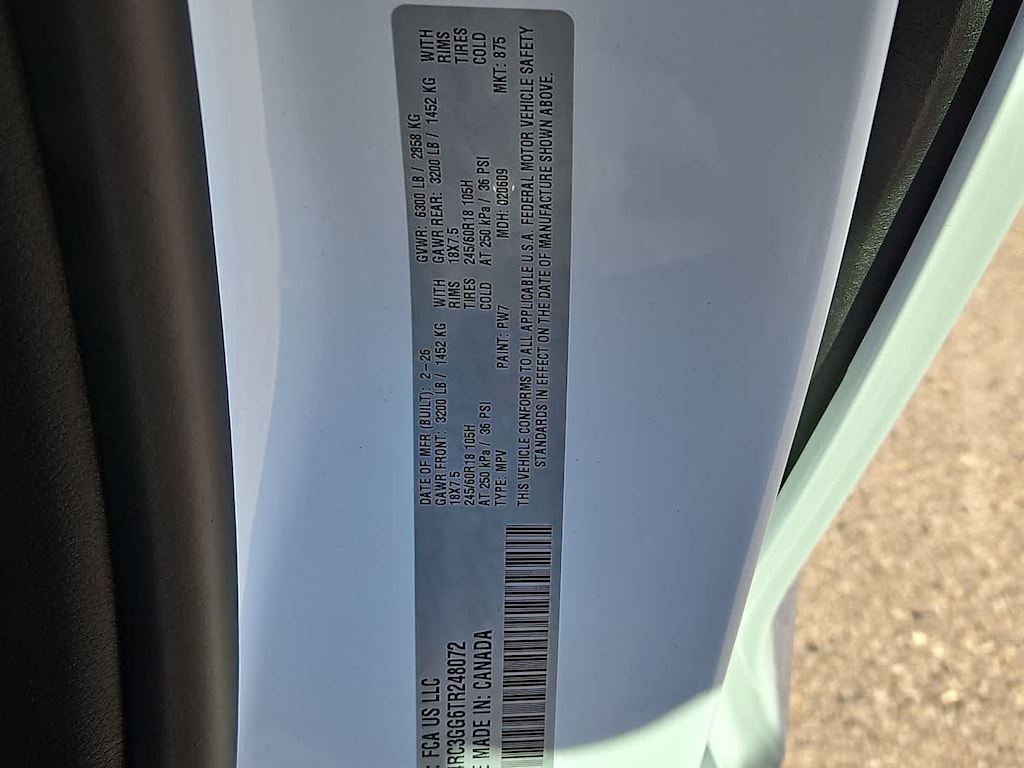 : FCA US LLC
DATE OF MFR (BUILT): 2-26
GVWR: 6300 LB / 2858 KG
GAWR FRONT: 3200 LB / 1452 KG WITH
18X7.5 RIMS
245/60R18 105H TIRES
AT 250 kPa / 36 PSI COLD
GAWR REAR: 3200 LB / 1452 KG WITH
18X7.5 RIMS
245/60R18 105H TIRES
AT 250 kPa / 36 PSI COLD
RC3GG6TR248072
E MADE IN: CANADA
TYPE: MPV PAINT: PW7 MDH: 020609 MKT: 875
THIS VEHICLE CONFORMS TO ALL APPLICABLE U.S.A. FEDERAL MOTOR VEHICLE SAFETY
STANDARDS IN EFFECT ON THE DATE OF MANUFACTURE SHOWN ABOVE.